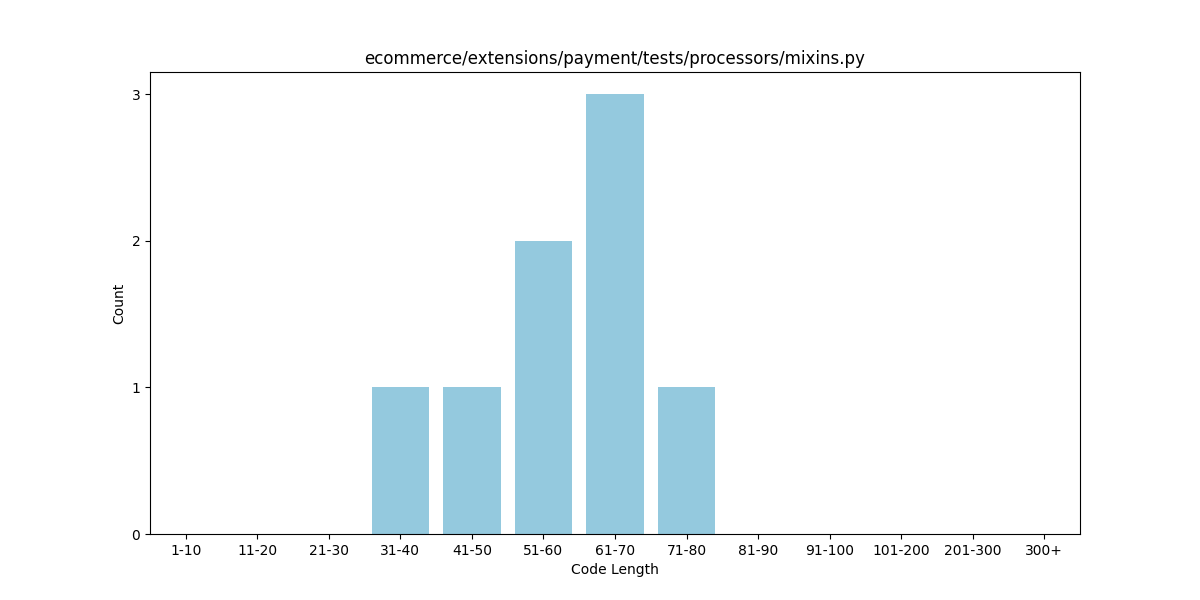 ecommerce/extensions/payment/tests/processors/mixins.py
3
2
1
0
Count
1-10 11-20 21-30 31-40 41-50 51-60 61-70 71-80 81-90 91-100 101-200 201-300 300+
Code Length